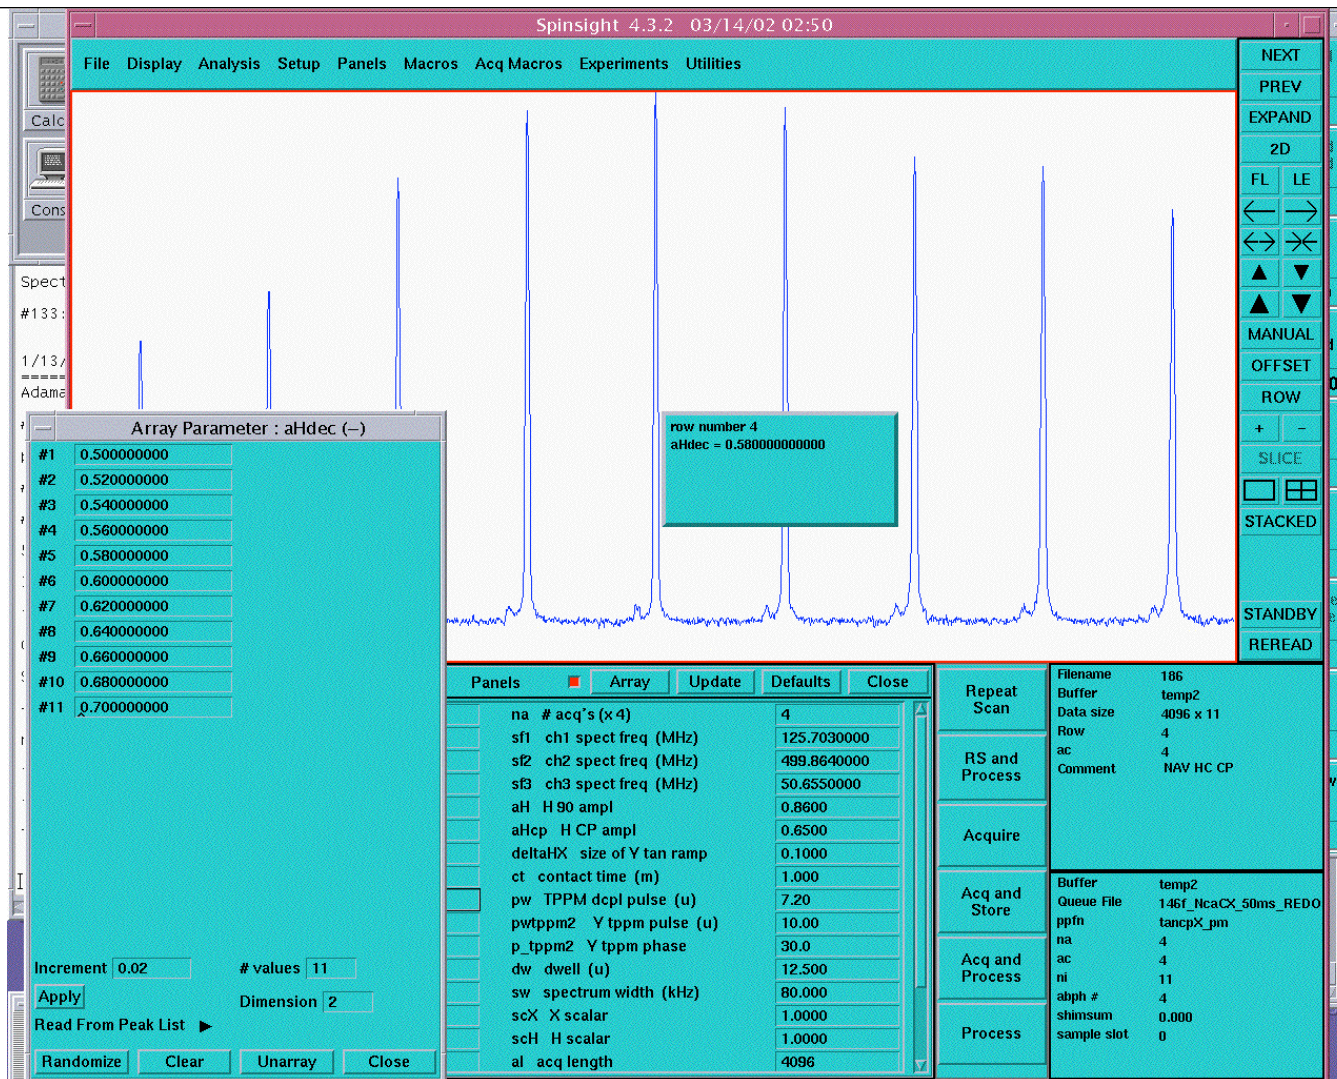 Spinsight 4.3.2 03/14/02 02:50
File Display Analysis Setup Panels Macros Acq Macros Experiments Utilities
NEXT
PREV
EXPAND
2D
FL LE
MANUAL
OFFSET
ROW
+ -
SLICE
STACKED
STANDBY
REREAD
Calc
Cons
Spect
#133:
1/13/
Adama
Array Parameter : aHdec (—)
#1 0.500000000
#2 0.520000000
#3 0.540000000
#4 0.560000000
#5 0.580000000
#6 0.600000000
#7 0.620000000
#8 0.640000000
#9 0.660000000
#10 0.680000000
#11 0.700000000
Increment 0.02 # values 11
Apply Dimension 2
Read From Peak List
Randomize Clear Unarray Close
row number 4
aHdec = 0.580000000000
Panels Array Update Defaults Close
na # acq's (x 4) 4
sf1 ch1 spect freq (MHz) 125.7030000
sf2 ch2 spect freq (MHz) 499.8640000
sf3 ch3 spect freq (MHz) 50.6550000
aH H 90 ampl 0.8600
aHcp H CP ampl 0.6500
deltaHX size of Y tan ramp 0.1000
ct contact time (m) 1.000
pw TPPM dcpl pulse (u) 7.20
pwtppm2 Y tppm pulse (u) 10.00
p_tppm2 Y tppm phase 30.0
dw dwell (u) 12.500
sw spectrum width (kHz) 80.000
scX X scalar 1.0000
scH H scalar 1.0000
al acq length 4096
Repeat Scan
RS and Process
Acquire
Acq and Store
Acq and Process
Process
Filename 186
Buffer temp2
Data size 4096 x 11
Row 4
ac 4
Comment NAV HC CP
Buffer temp2
Queue File 146f_NcaCX_50ms_REDO
ppfn tancpX_pm
na 4
ac 4
ni 11
abph # 4
shimsum 0.000
sample slot 0